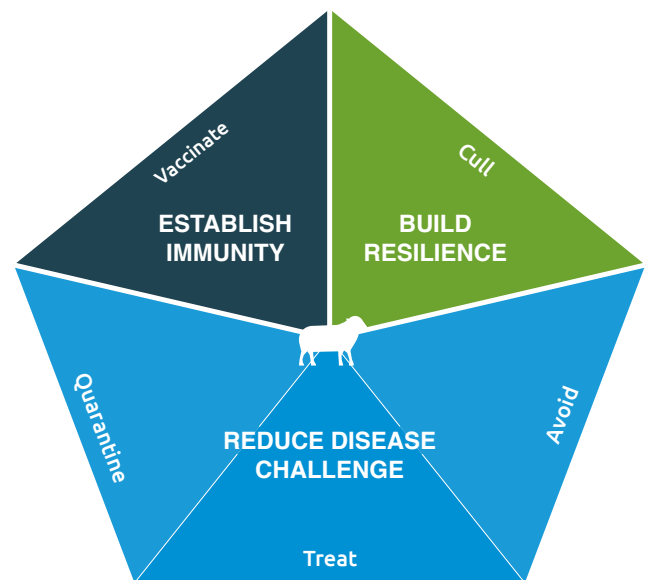 Vaccinate
Cull
ESTABLISH
IMMUNITY
BUILD
RESILIENCE
Quarantine
Avoid
REDUCE DISEASE
CHALLENGE
Treat